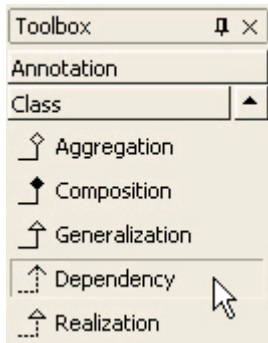 Toolbox
Annotation
Class
Aggregation
Composition
Generalization
Dependency
Realization